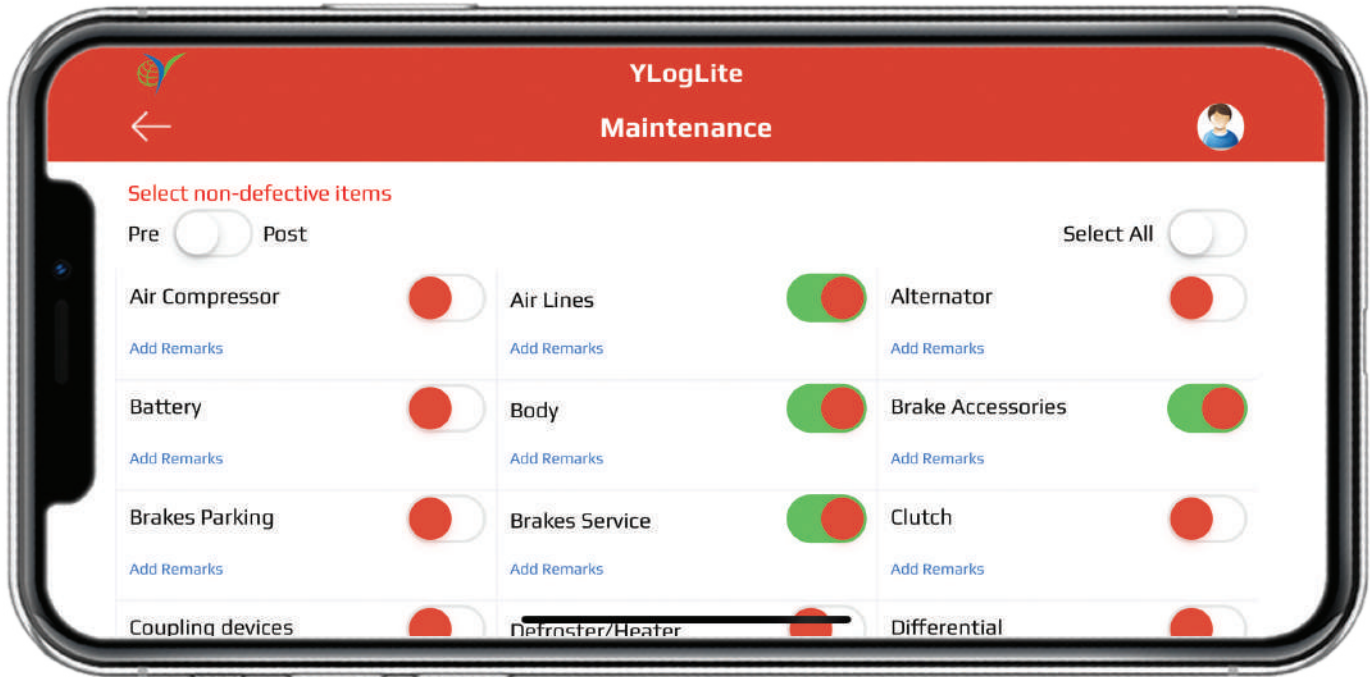 YLogLite
Maintenance
Select non-defective items
Pre Post Select All
Air Compressor Air Lines Alternator
Add Remarks Add Remarks Add Remarks
Battery Body Brake Accessories
Add Remarks Add Remarks Add Remarks
Brakes Parking Brakes Service Clutch
Add Remarks Add Remarks Add Remarks
Coupling devices Defroster/Heater Differential